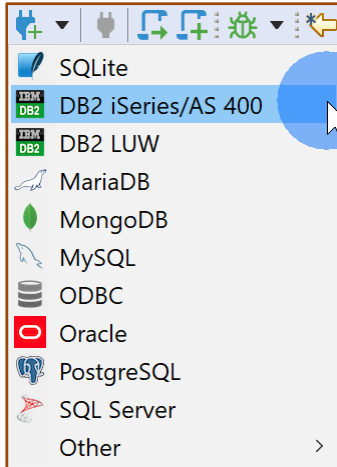 SQLite
IBM
DB2
DB2 iSeries/AS 400
IBM
DB2
DB2 LUW
MariaDB
MongoDB
MySQL
ODBC
Oracle
PostgreSQL
SQL Server
Other